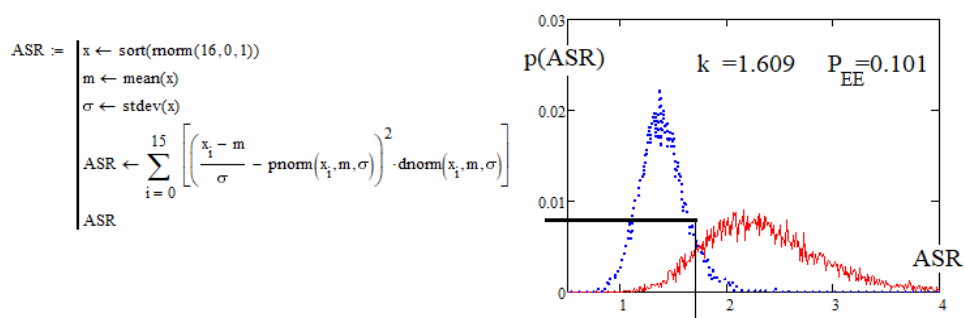 ASR := x ← sort(rnorm(16,0,1))
m ← mean(x)
σ ← stdev(x)
ASR ← ∑ i = 0 15 [((x_i − m)/σ − pnorm(x_i,m,σ))^2 ·dnorm(x_i,m,σ)]
ASR
0.03
p(ASR) k =1.609 P_EE=0.101
0.02
0.01
ASR
0
1 2 3 4